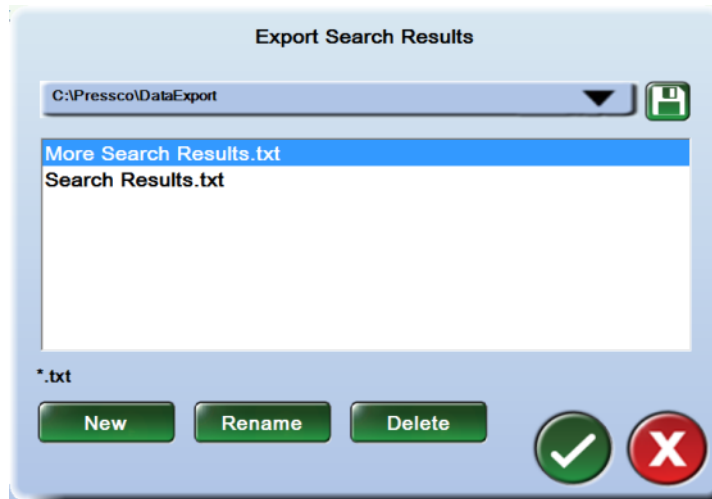 Export Search Results
C:\Pressco\DataExport
More Search Results.txt
Search Results.txt
*.txt
New Rename Delete